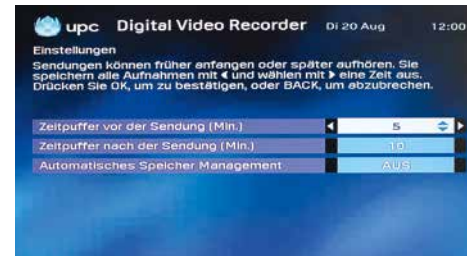 upc Digital Video Recorder Di 20 Aug 12:00
Einstellungen
Sendungen können früher anfangen oder später aufhören. Sie
speichern alle Aufnahmen mit ◀ und wählen mit ▶ eine Zeit aus.
Drücken Sie OK, um zu bestätigen, oder BACK, um abzubrechen.
Zeitpuffer vor der Sendung (Min.) 5
Zeitpuffer nach der Sendung (Min.) 10
Automatisches Speicher Management AUS